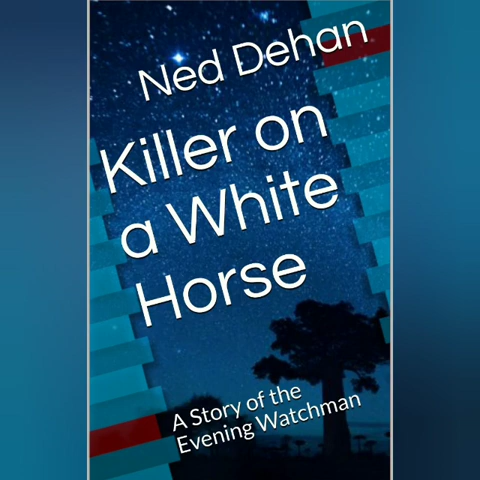 Ned Dehan
Killer on
a White
Horse
A Story of the
Evening Watchman